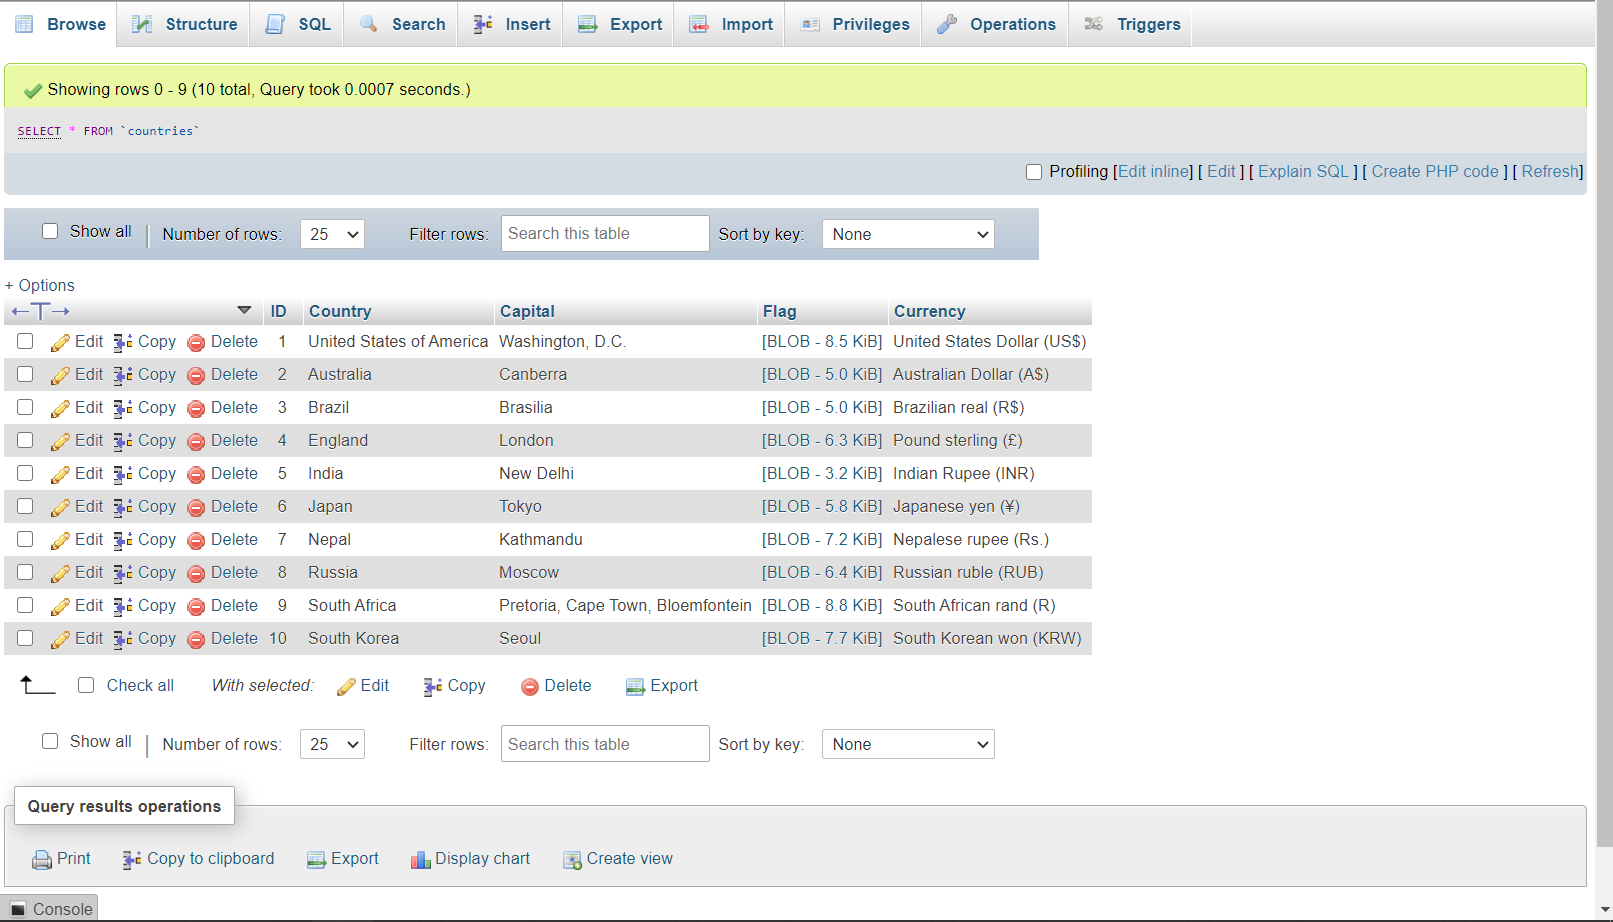 Browse Structure SQL Search Insert Export Import Privileges Operations Triggers
Showing rows 0 - 9 (10 total, Query took 0.0007 seconds.)
SELECT * FROM `countries`
Profiling [Edit inline] [ Edit ] [ Explain SQL ] [ Create PHP code ] [ Refresh]
Show all | Number of rows: 25 Filter rows: Search this table Sort by key: None
+ Options
←T→ ID Country Capital Flag Currency
Edit Copy Delete 1 United States of America Washington, D.C. [BLOB - 8.5 KiB] United States Dollar (US$)
Edit Copy Delete 2 Australia Canberra [BLOB - 5.0 KiB] Australian Dollar (A$)
Edit Copy Delete 3 Brazil Brasilia [BLOB - 5.0 KiB] Brazilian real (R$)
Edit Copy Delete 4 England London [BLOB - 6.3 KiB] Pound sterling (£)
Edit Copy Delete 5 India New Delhi [BLOB - 3.2 KiB] Indian Rupee (INR)
Edit Copy Delete 6 Japan Tokyo [BLOB - 5.8 KiB] Japanese yen (¥)
Edit Copy Delete 7 Nepal Kathmandu [BLOB - 7.2 KiB] Nepalese rupee (Rs.)
Edit Copy Delete 8 Russia Moscow [BLOB - 6.4 KiB] Russian ruble (RUB)
Edit Copy Delete 9 South Africa Pretoria, Cape Town, Bloemfontein [BLOB - 8.8 KiB] South African rand (R)
Edit Copy Delete 10 South Korea Seoul [BLOB - 7.7 KiB] South Korean won (KRW)
Check all With selected: Edit Copy Delete Export
Show all | Number of rows: 25 Filter rows: Search this table Sort by key: None
Query results operations
Print Copy to clipboard Export Display chart Create view
Console